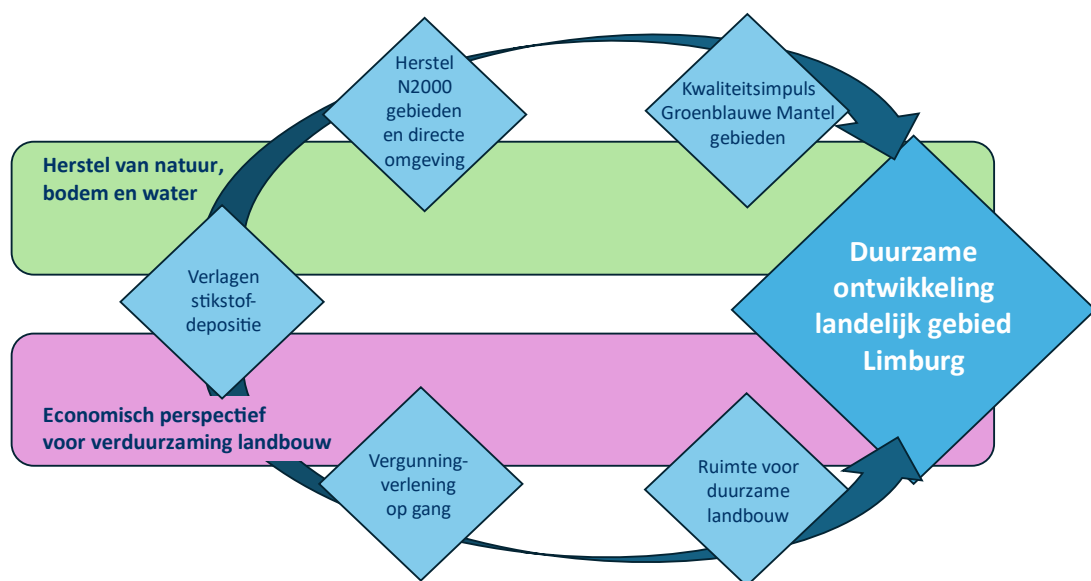 Herstel
N2000
gebieden
en directe
omgeving
Kwaliteitsimpuls
Groenblauwe Mantel
gebieden
Herstel van natuur,
bodem en water
Verlagen
stikstof-
depositie
Duurzame
ontwikkeling
landelijk gebied
Limburg
Economisch perspectief
voor verduurzaming landbouw
Vergunning-
verlening
op gang
Ruimte voor
duurzame
landbouw